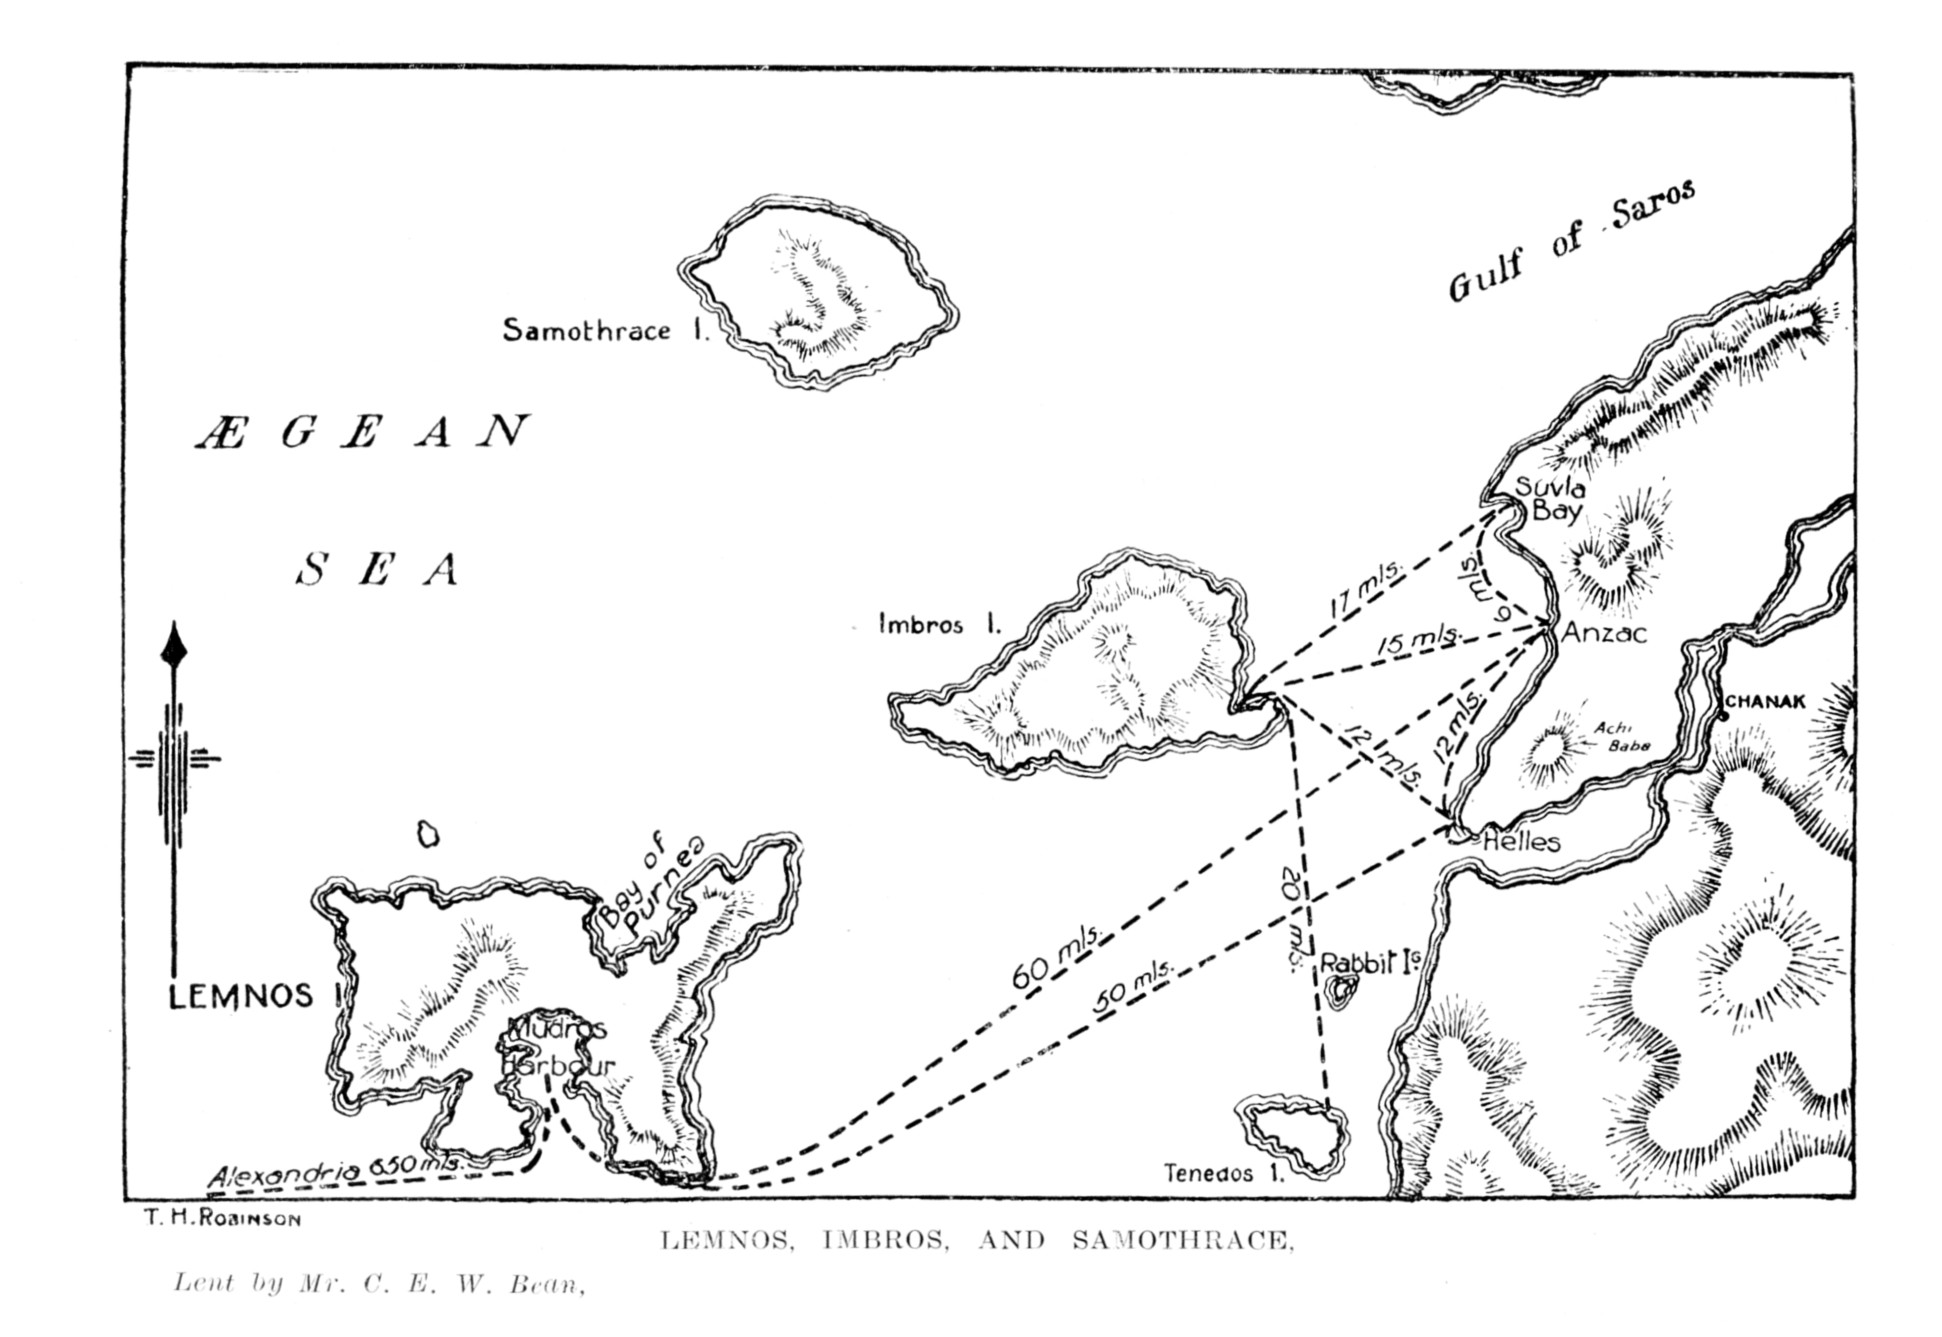 Gulf of Saros
Samothrace I.
ÆGEAN
SEA
Suvla
Bay
17 mls.
6 mls
Imbros I.
15 mls.
Anzac
CHANAK
12 mls.
12 mls.
Achi
Baba
Helles
Bay of
Purnea
20 mls.
60 mls.
50 mls.
Rabbit Is
LEMNOS I
Mudros
Harbour
Alexandria 650 mls.
Tenedos I.
T. H. ROBINSON
LEMNOS, IMBROS, AND SAMOTHRACE,
Lent by Mr. C. E. W. Bean,